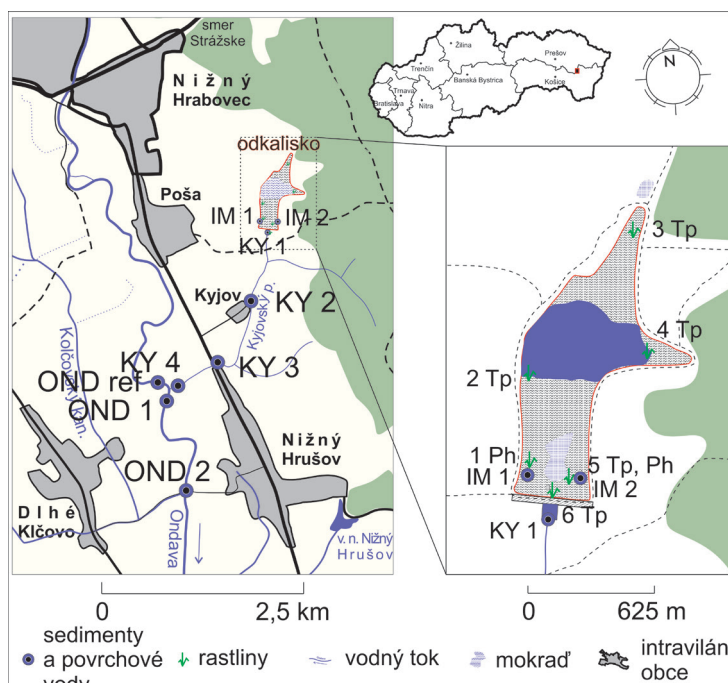 smer
Strážske
Nižný
Hrabovec
odkalisko
Poša
IM 1
IM 2
KY 1
Kyjov
KY 2
Kyjovský p.
Kolčovský kan.
KY 4
KY 3
OND ref
OND 1
OND 2
Nižný
Hrušov
Dlhé
Klčovo
Ondava
v. n. Nižný
Hrušov
Žilina
Prešov
Trenčín
Košice
Banská Bystrica
Trnava
Bratislava
Nitra
N
3 Tp
4 Tp
2 Tp
1 Ph
5 Tp, Ph
IM 1
IM 2
6 Tp
KY 1
0
2,5 km
0
625 m
sedimenty
a povrchové
vody
rastliny
vodný tok
mokraď
intravilán
obce